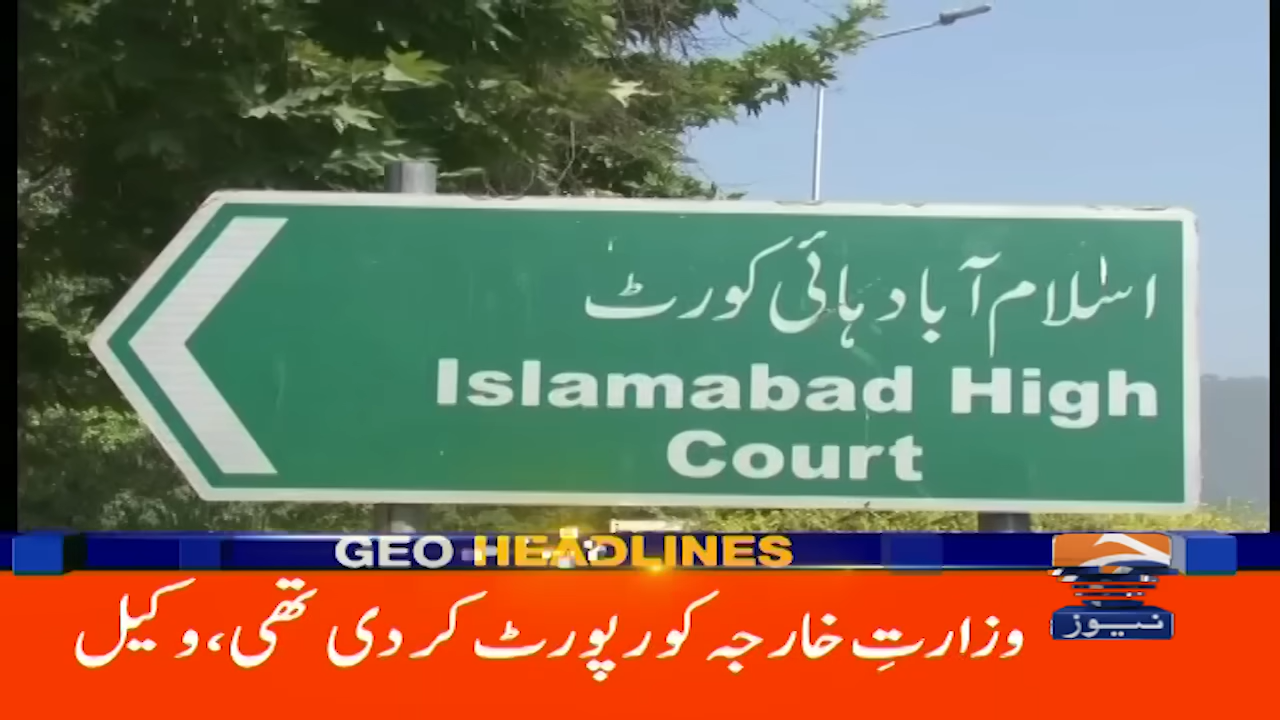 اسلام آباد ہائی کورٹ
Islamabad High
Court
GEO HEADLINES
نیوز
وزارتِ خارجہ کو رپورٹ کر دی تھی، وکیل